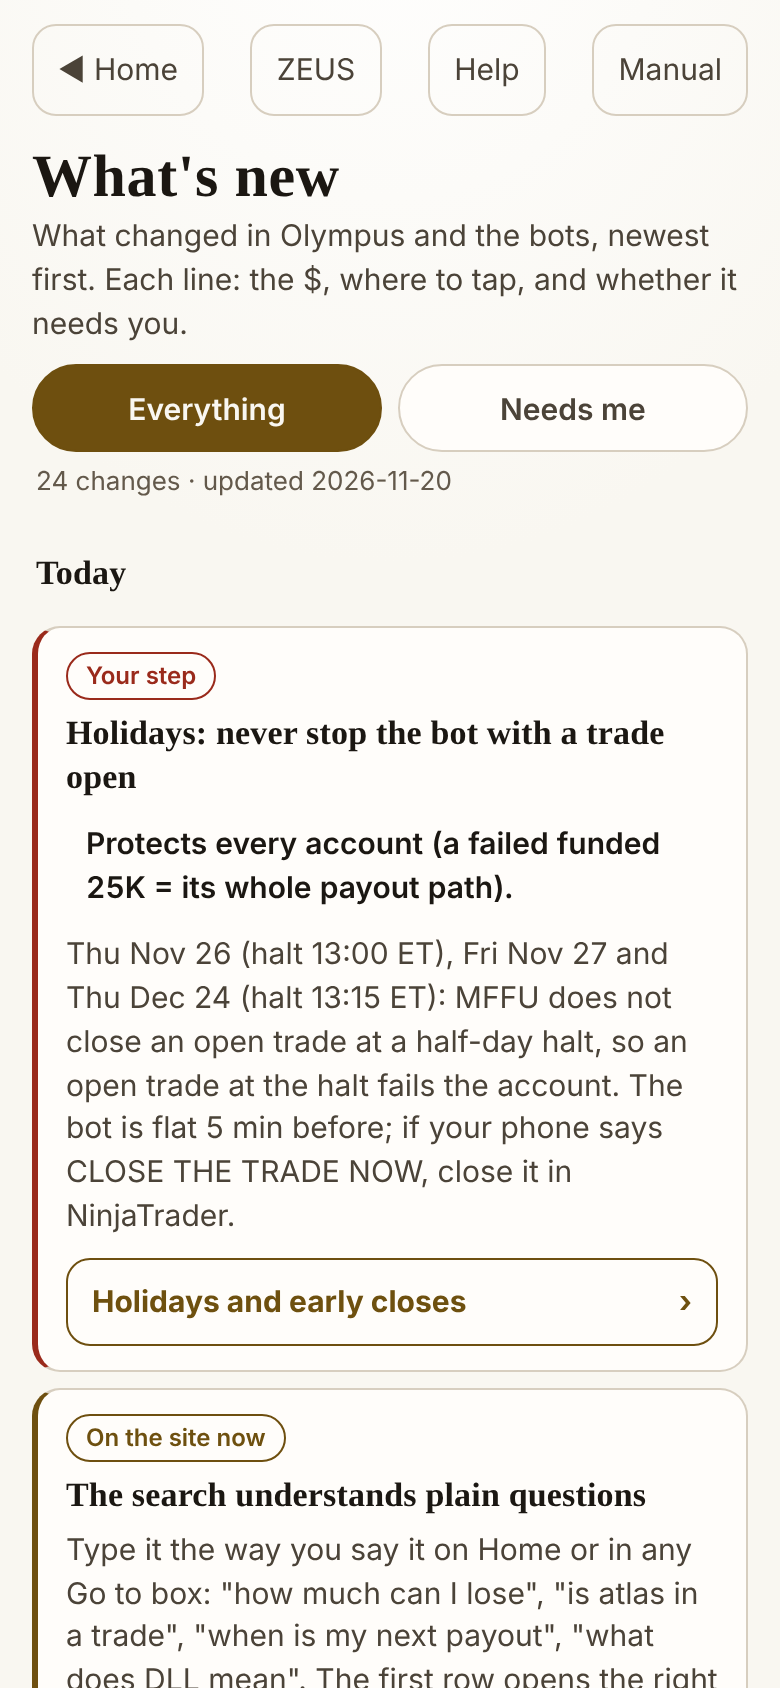 ◀ Home
ZEUS
Help
Manual
What's new
What changed in Olympus and the bots, newest
first. Each line: the $, where to tap, and whether it
needs you.
Everything
Needs me
24 changes · updated 2026-11-20
Today
Your step
Holidays: never stop the bot with a trade
open
Protects every account (a failed funded
25K = its whole payout path).
Thu Nov 26 (halt 13:00 ET), Fri Nov 27 and
Thu Dec 24 (halt 13:15 ET): MFFU does not
close an open trade at a half-day halt, so an
open trade at the halt fails the account. The
bot is flat 5 min before; if your phone says
CLOSE THE TRADE NOW, close it in
NinjaTrader.
Holidays and early closes ›
On the site now
The search understands plain questions
Type it the way you say it on Home or in any
Go to box: "how much can I lose", "is atlas in
a trade", "when is my next payout", "what
does DLL mean". The first row opens the right